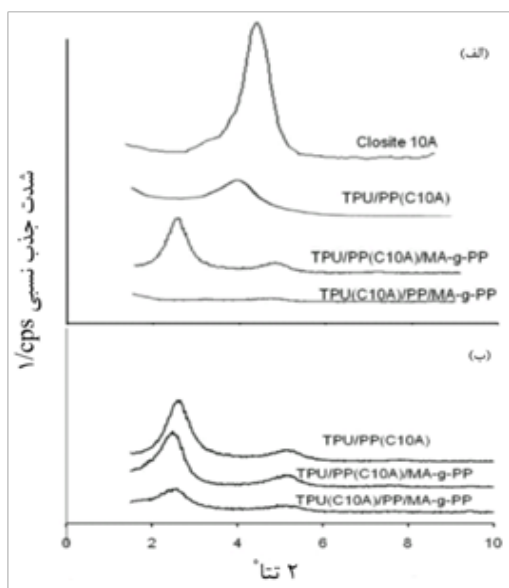 (الف)
Closite 10A
TPU/PP(C10A)
TPU/PP(C10A)/MA-g-PP
TPU(C10A)/PP/MA-g-PP
شدت جذب نسبی ۱/cps
(ب)
TPU/PP(C10A)
TPU/PP(C10A)/MA-g-PP
TPU(C10A)/PP/MA-g-PP
0 2 4 6 8 10
۲ تتا °